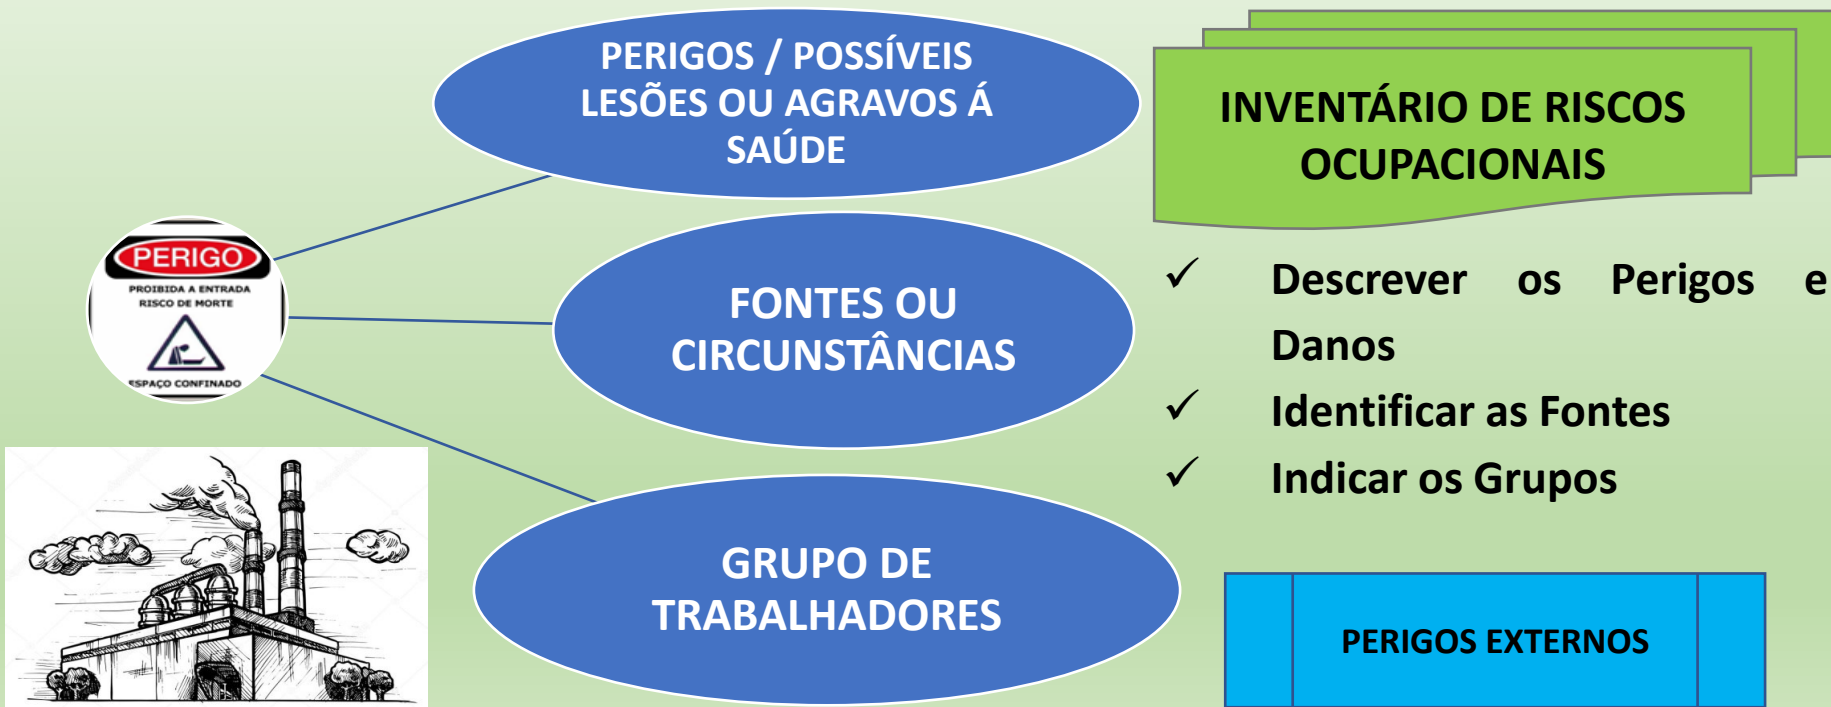 PERIGOS / POSSÍVEIS
LESÕES OU AGRAVOS Á
SAÚDE
INVENTÁRIO DE RISCOS
OCUPACIONAIS
PERIGO
PROIBIDA A ENTRADA
RISCO DE MORTE
ESPAÇO CONFINADO
FONTES OU
CIRCUNSTÂNCIAS
✓ Descrever os Perigos e
Danos
✓ Identificar as Fontes
✓ Indicar os Grupos
GRUPO DE
TRABALHADORES
PERIGOS EXTERNOS